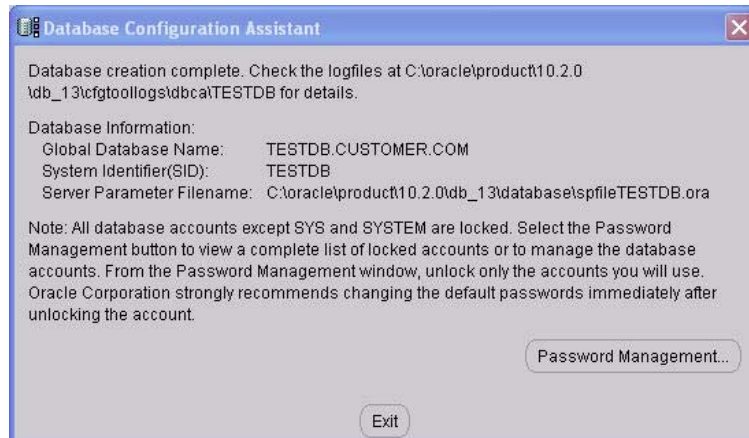 Database Configuration Assistant
Database creation complete. Check the logfiles at C:\oracle\product\10.2.0
\db_13\cfgtoollogs\dbca\TESTDB for details.
Database Information:
Global Database Name: TESTDB.CUSTOMER.COM
System Identifier(SID): TESTDB
Server Parameter Filename: C:\oracle\product\10.2.0\db_13\database\spfileTESTDB.ora
Note: All database accounts except SYS and SYSTEM are locked. Select the Password
Management button to view a complete list of locked accounts or to manage the database
accounts. From the Password Management window, unlock only the accounts you will use.
Oracle Corporation strongly recommends changing the default passwords immediately after
unlocking the account.
Password Management...
Exit